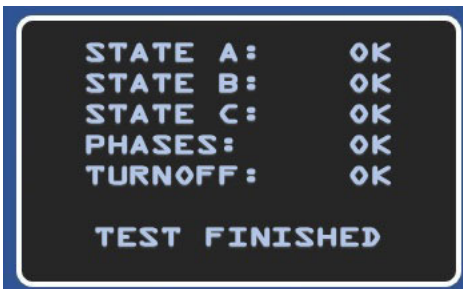 STATE A: OK
STATE B: OK
STATE C: OK
PHASES: OK
TURNOFF: OK
TEST FINISHED